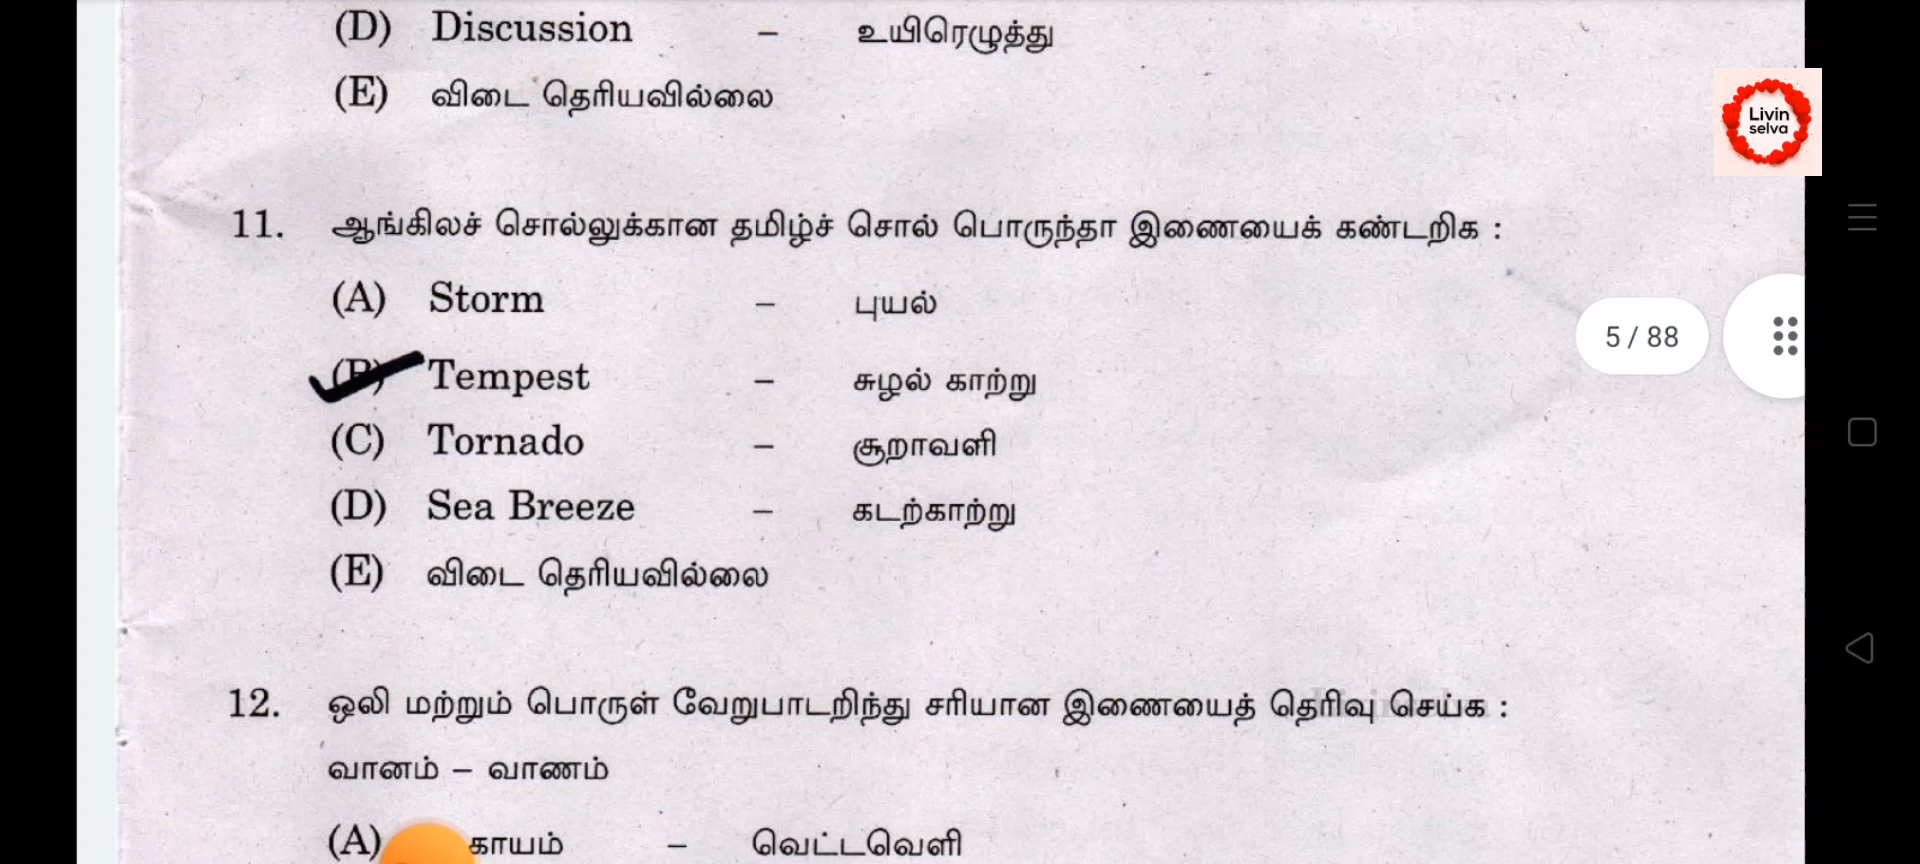 (D) Discussion – உயிரெழுத்து
(E) விடை தெரியவில்லை
Livin
selva
11. ஆங்கிலச் சொல்லுக்கான தமிழ்ச் சொல் பொருந்தா இணையைக் கண்டறிக :
(A) Storm – புயல்
5 / 88
(B) Tempest – சுழல் காற்று
(C) Tornado – சூறாவளி
(D) Sea Breeze – கடற்காற்று
(E) விடை தெரியவில்லை
12. ஒலி மற்றும் பொருள் வேறுபாடறிந்து சரியான இணையைத் தெரிவு செய்க :
வானம் – வாணம்
(A) காயம் – வெட்டவெளி